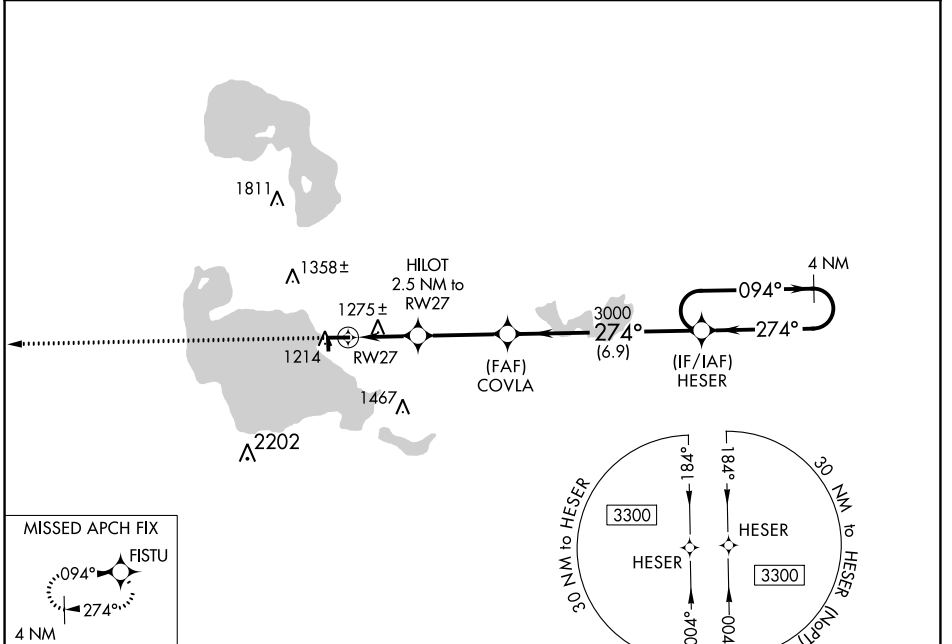 1811
1358±
HILOT
2.5 NM to
RW27
4 NM
094°
1275±
3000
274°
274°
(6.9)
1214
RW27
(FAF)
COVLA
(IF/IAF)
HESER
1467
2202
184°
184°
30 NM to HESER
30 NM to HESER (NoPT)
3300
HESER
HESER
3300
004°
004
MISSED APCH FIX
FISTU
094°
274°
4 NM